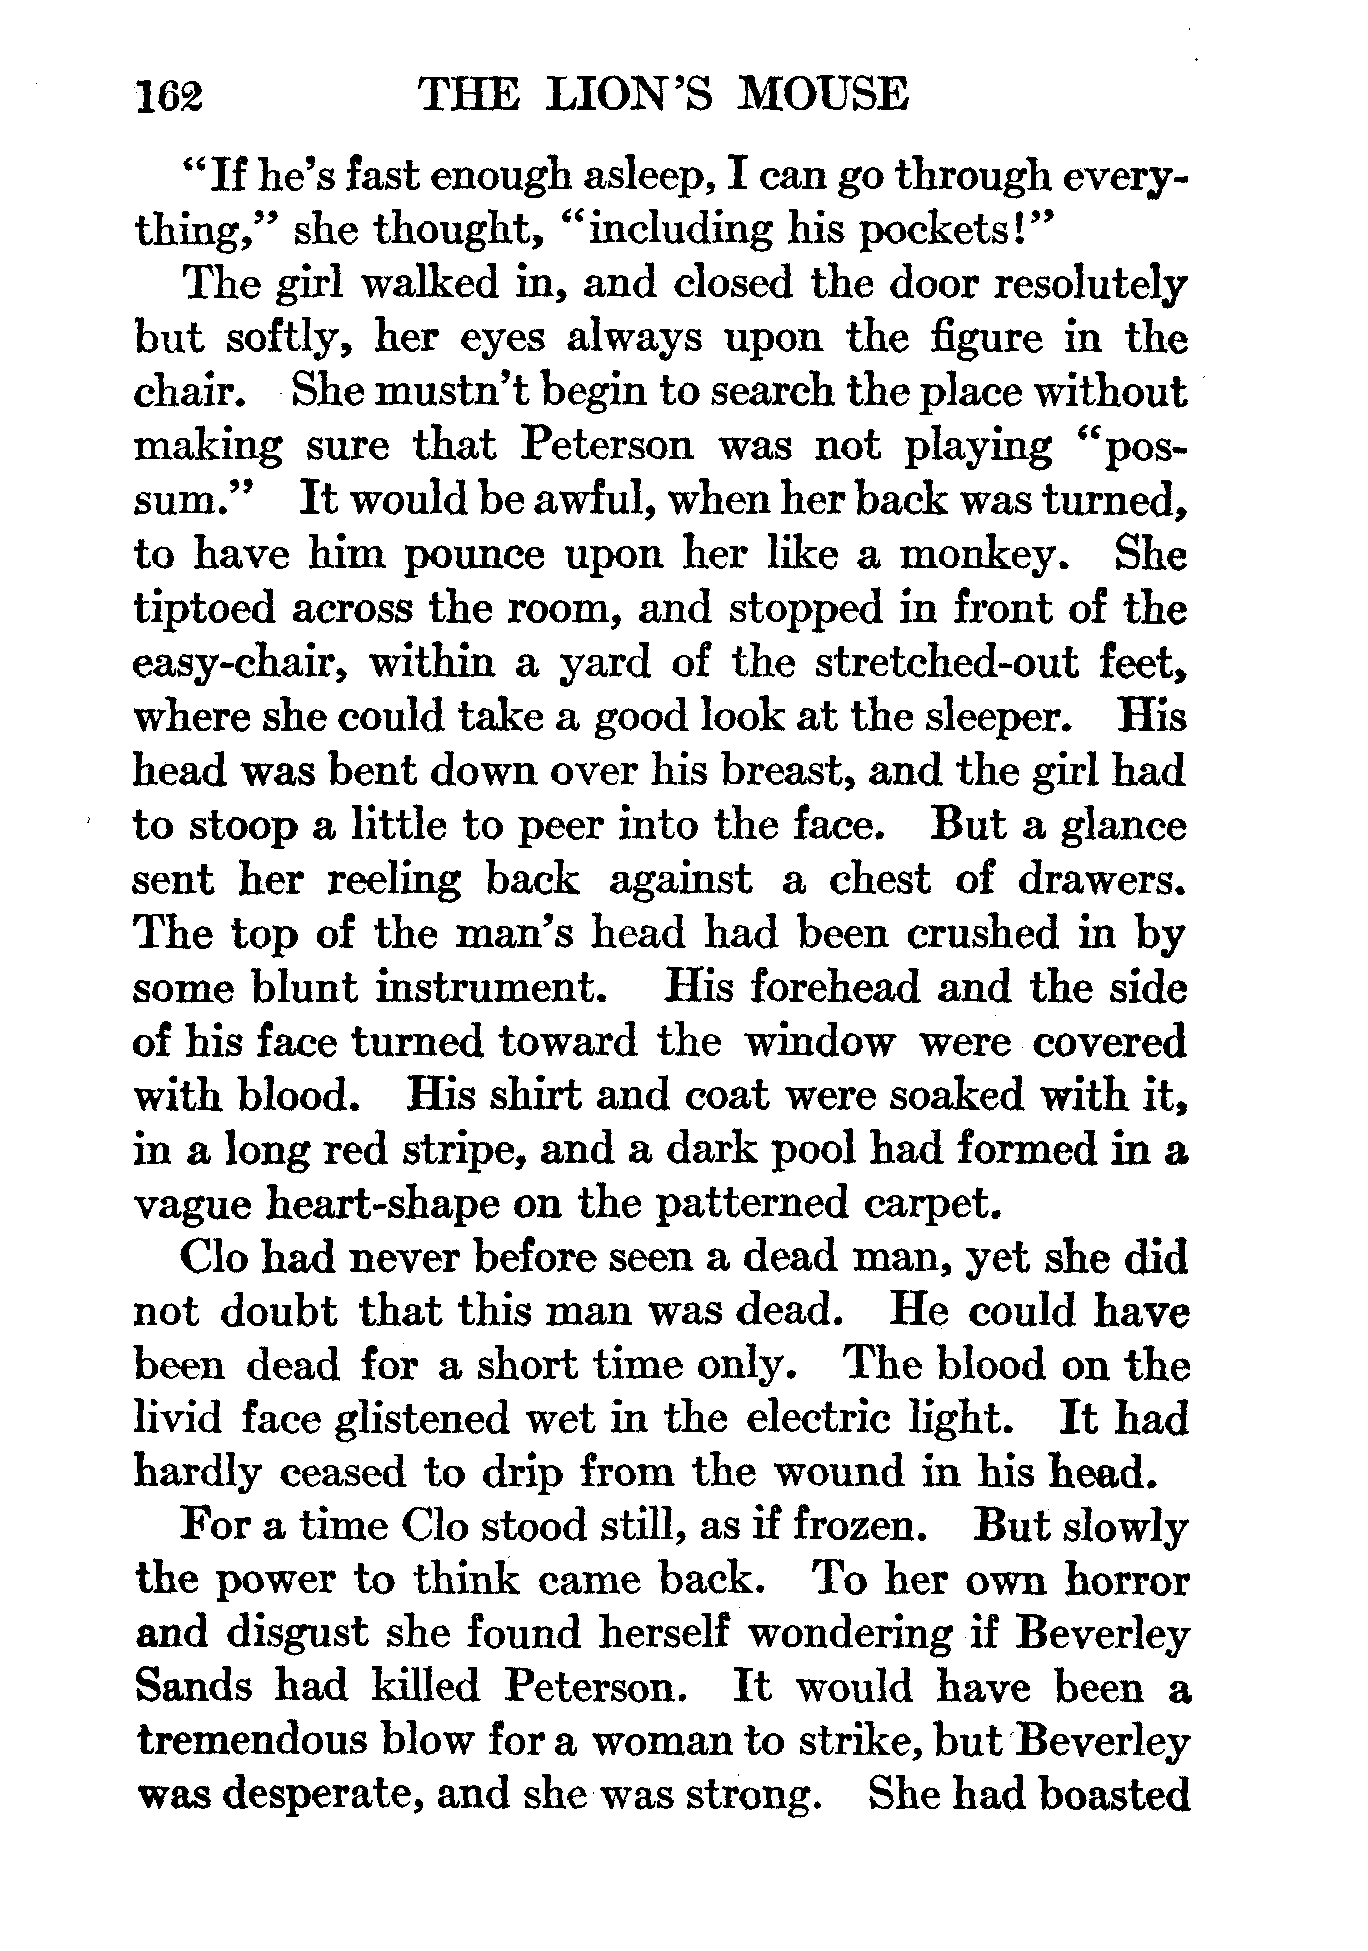 162 THE LION'S MOUSE
“If he's fast enough asleep, I can go through every-
thing,” she thought, “including his pockets!”
The girl walked in, and closed the door resolutely
but softly, her eyes always upon the figure in the
chair. She mustn't begin to search the place without
making sure that Peterson was not playing “pos-
sum.” It would be awful, when her back was turned,
to have him pounce upon her like a monkey. She
tiptoed across the room, and stopped in front of the
easy-chair, within a yard of the stretched-out feet,
where she could take a good look at the sleeper. His
head was bent down over his breast, and the girl had
to stoop a little to peer into the face. But a glance
sent her reeling back against a chest of drawers.
The top of the man's head had been crushed in by
some blunt instrument. His forehead and the side
of his face turned toward the window were covered
with blood. His shirt and coat were soaked with it,
in a long red stripe, and a dark pool had formed in a
vague heart-shape on the patterned carpet.
Clo had never before seen a dead man, yet she did
not doubt that this man was dead. He could have
been dead for a short time only. The blood on the
livid face glistened wet in the electric light. It had
hardly ceased to drip from the wound in his head.
For a time Clo stood still, as if frozen. But slowly
the power to think came back. To her own horror
and disgust she found herself wondering if Beverley
Sands had killed Peterson. It would have been a
tremendous blow for a woman to strike, but Beverley
was desperate, and she was strong. She had boasted